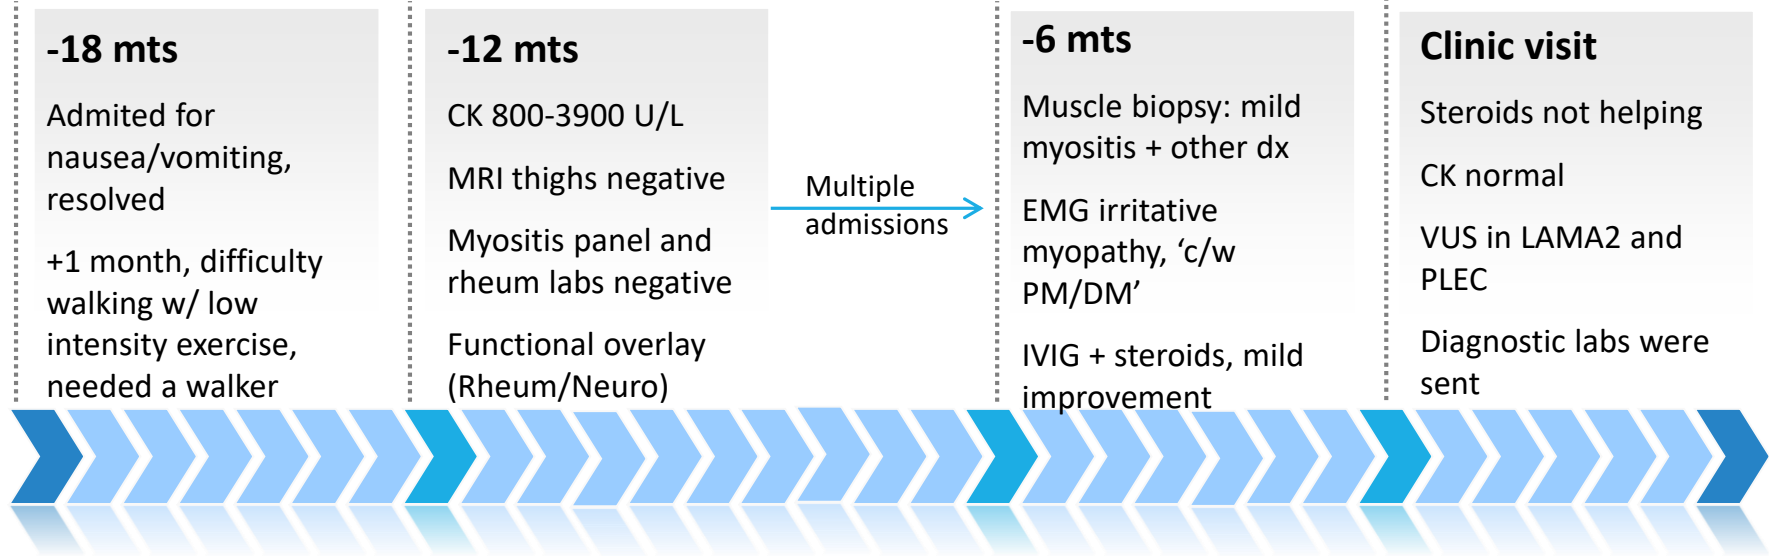 -18 mts
Admited for
nausea/vomiting,
resolved
+1 month, difficulty
walking w/ low
intensity exercise,
needed a walker
-12 mts
CK 800-3900 U/L
MRI thighs negative
Myositis panel and
rheum labs negative
Functional overlay
(Rheum/Neuro)
Multiple
admissions
-6 mts
Muscle biopsy: mild
myositis + other dx
EMG irritative
myopathy, ‘c/w
PM/DM’
IVIG + steroids, mild
improvement
Clinic visit
Steroids not helping
CK normal
VUS in LAMA2 and
PLEC
Diagnostic labs were
sent